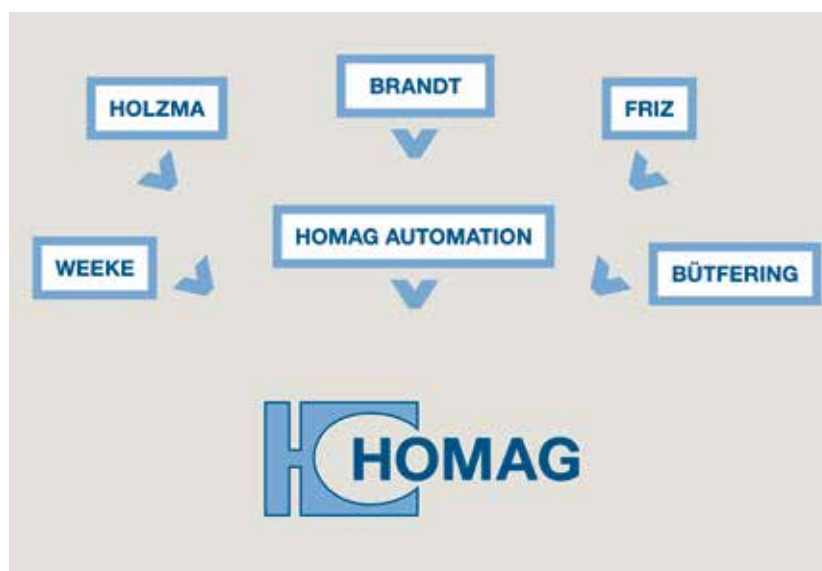 BRANDT
HOLZMA
FRIZ
HOMAG AUTOMATION
WEEKE
BÜTFERING
HOMAG